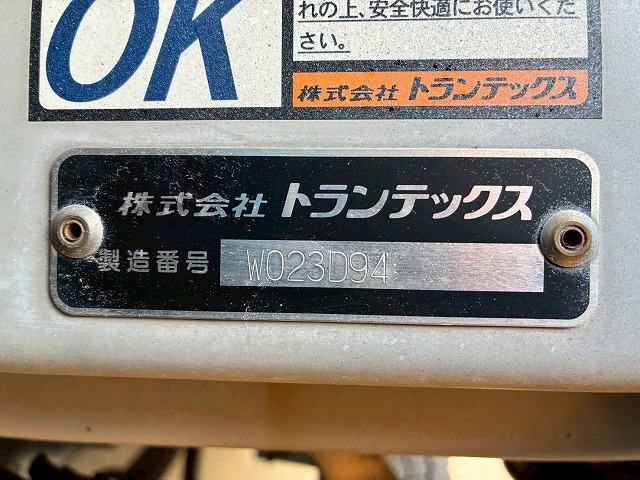 OK
れの上、安全快適にお使いくだ
さい。
株式会社 トランテックス
株式会社 トランテックス
製造番号 W023D94